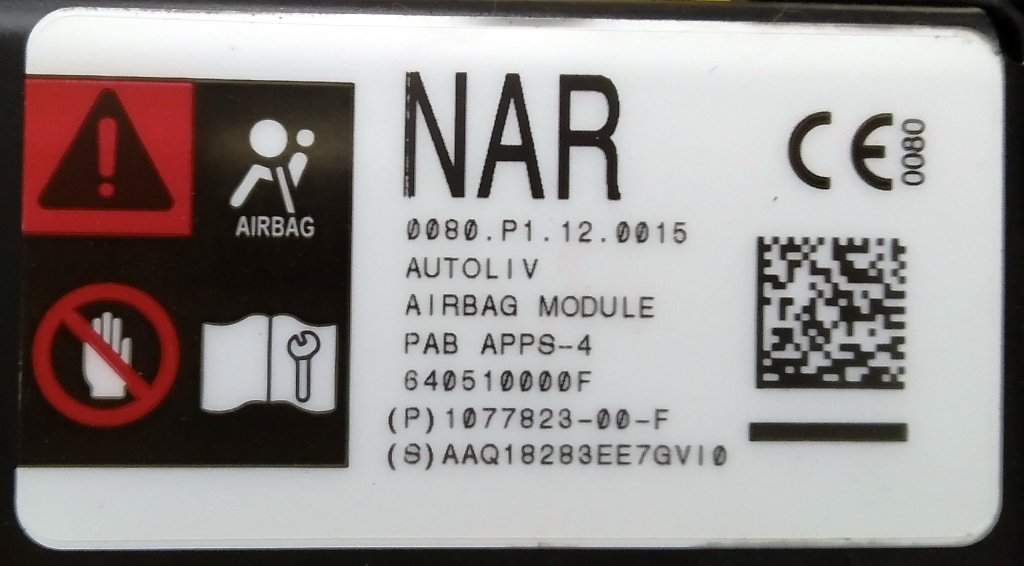 AIRBAG
NAR
0080.P1.12.0015
AUTOLIV
AIRBAG MODULE
PAB APPS-4
640510000F
(P)1077823-00-F
(S)AAQ18283EE7GVI0
CE 0080